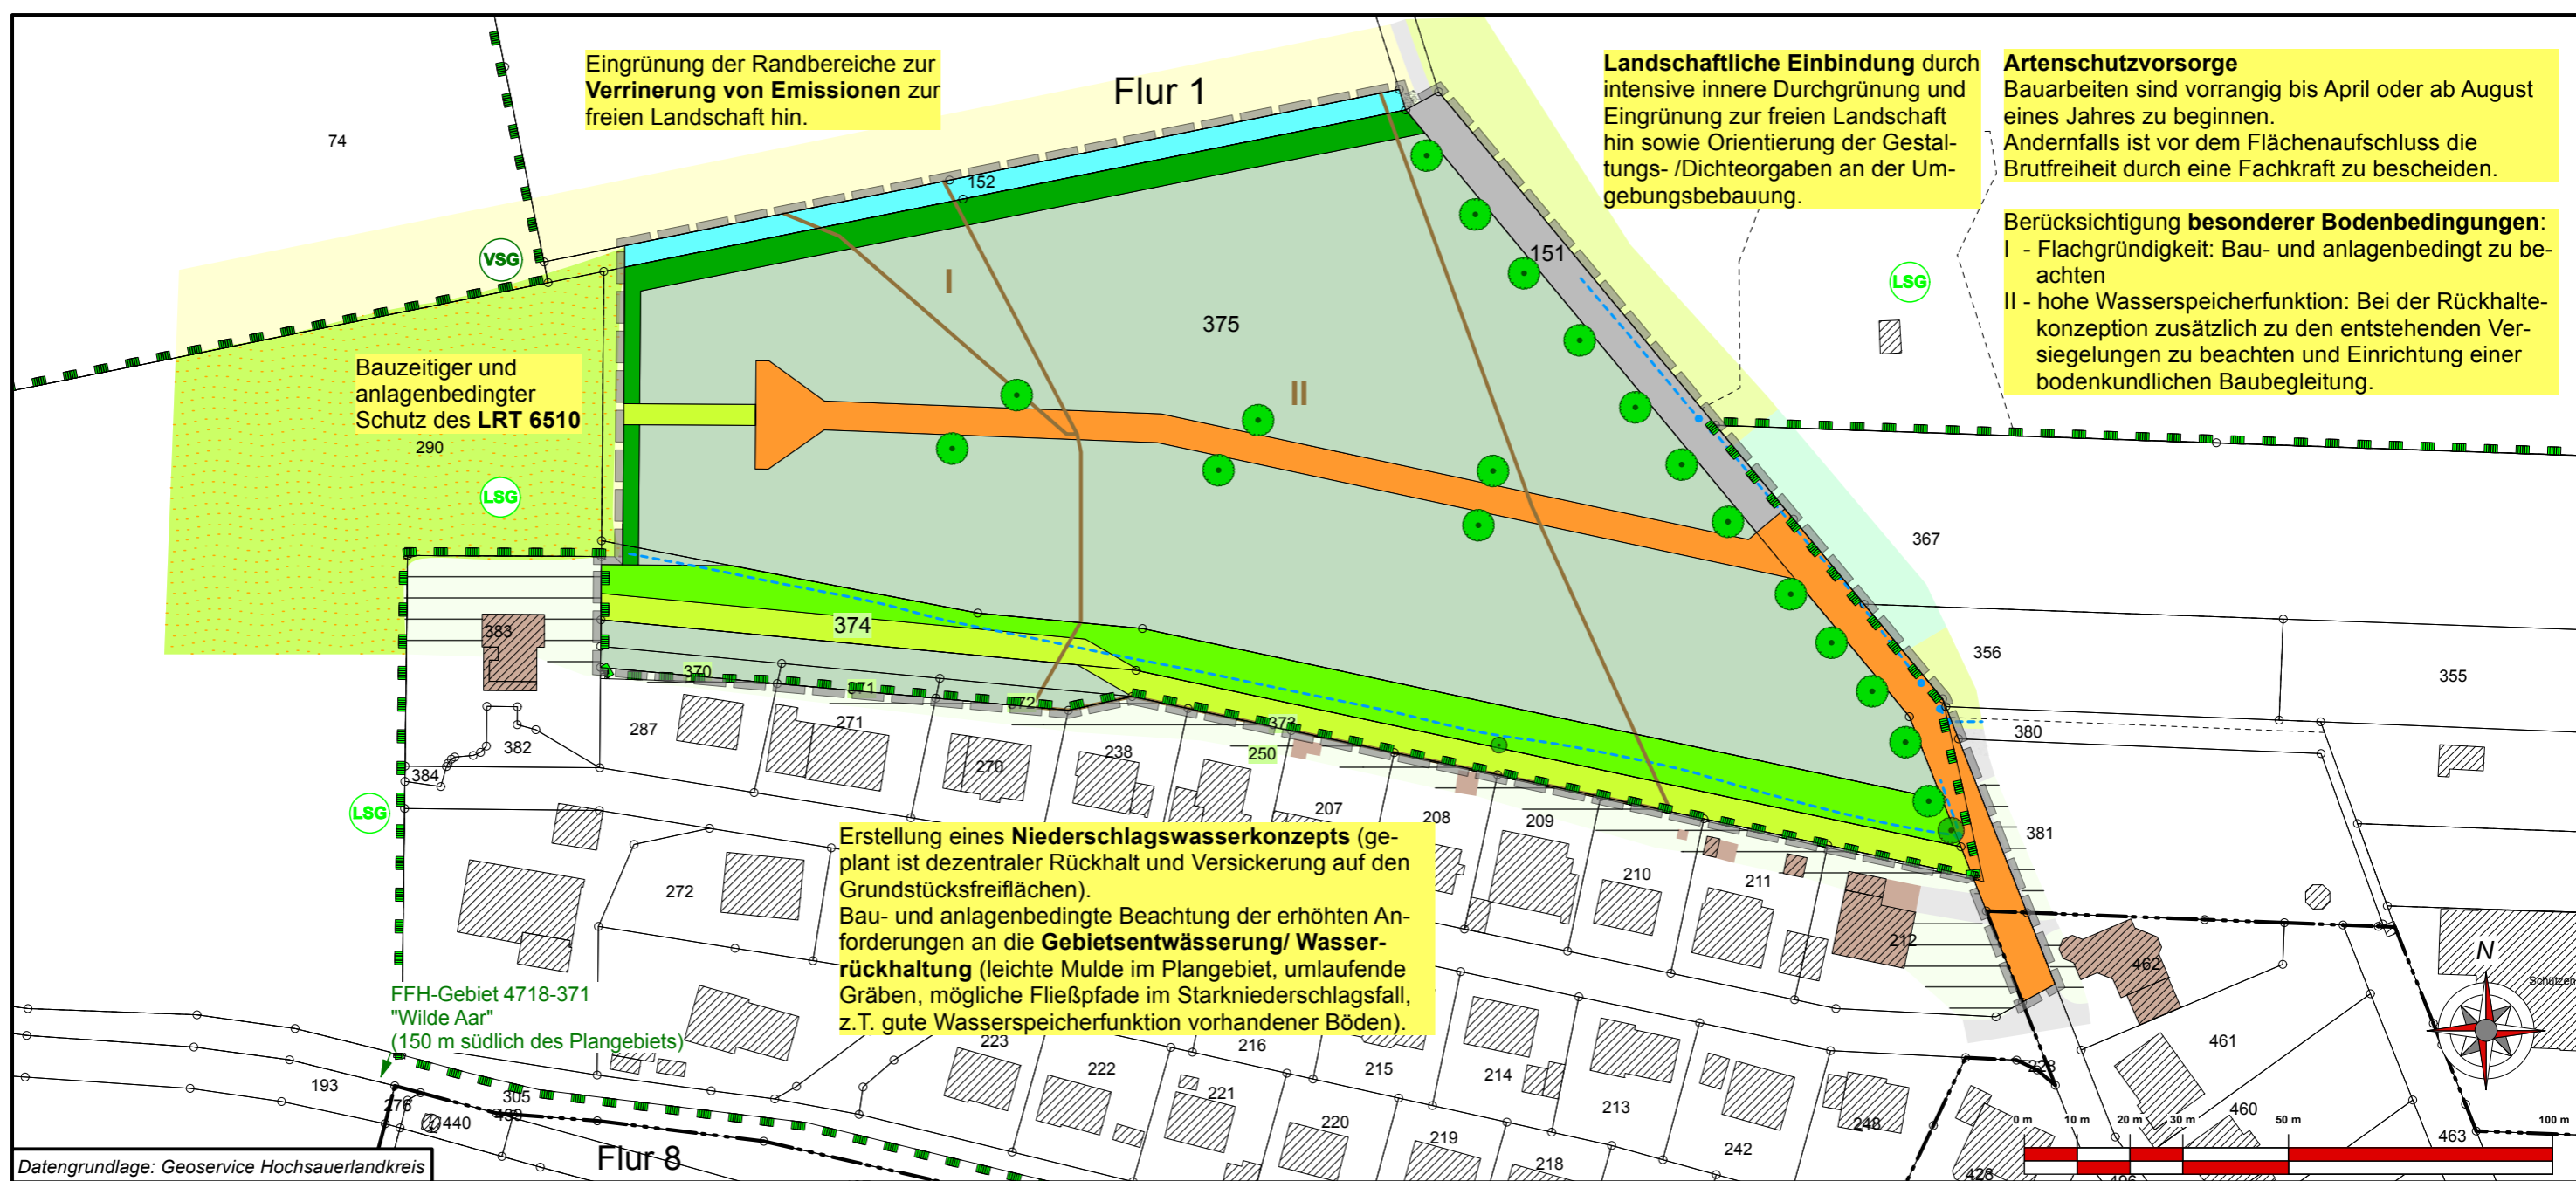 Eingrünung der Randbereiche zur
Verrinerung von Emissionen zur
freien Landschaft hin.
Flur 1
Landschaftliche Einbindung durch
intensive innere Durchgrünung und
Eingrünung zur freien Landschaft
hin sowie Orientierung der Gestal-
tungs- /Dichteorgaben an der Um-
gebungsbebauung.
Artenschutzvorsorge
Bauarbeiten sind vorrangig bis April oder ab August
eines Jahres zu beginnen.
Andernfalls ist vor dem Flächenaufschluss die
Brutfreiheit durch eine Fachkraft zu bescheiden.
Berücksichtigung besonderer Bodenbedingungen:
I - Flachgründigkeit: Bau- und anlagenbedingt zu be-
achten
II - hohe Wasserspeicherfunktion: Bei der Rückhalte-
konzeption zusätzlich zu den entstehenden Ver-
siegelungen zu beachten und Einrichtung einer
bodenkundlichen Baubegleitung.
74
152
151
VSG
LSG
I
375
II
Bauzeitiger und
anlagenbedingter
Schutz des LRT 6510
290
LSG
367
374
383
356
355
370
371
372
373
287
271
270
238
250
380
382
384
LSG
207
208
209
210
211
381
212
272
Erstellung eines Niederschlagswasserkonzepts (ge-
plant ist dezentraler Rückhalt und Versickerung auf den
Grundstücksfreiflächen).
Bau- und anlagenbedingte Beachtung der erhöhten An-
forderungen an die Gebietsentwässerung/ Wasser-
rückhaltung (leichte Mulde im Plangebiet, umlaufende
Gräben, mögliche Fließpfade im Starkniederschlagsfall,
z.T. gute Wasserspeicherfunktion vorhandener Böden).
462
N
Schützen
FFH-Gebiet 4718-371
"Wilde Aar"
(150 m südlich des Plangebiets)
223
216
222
221
215
214
213
220
219
218
242
248
228
461
460
463
428
193
276
305
439
440
0 m
10 m
20 m
30 m
50 m
100 m
Flur 8
Datengrundlage: Geoservice Hochsauerlandkreis